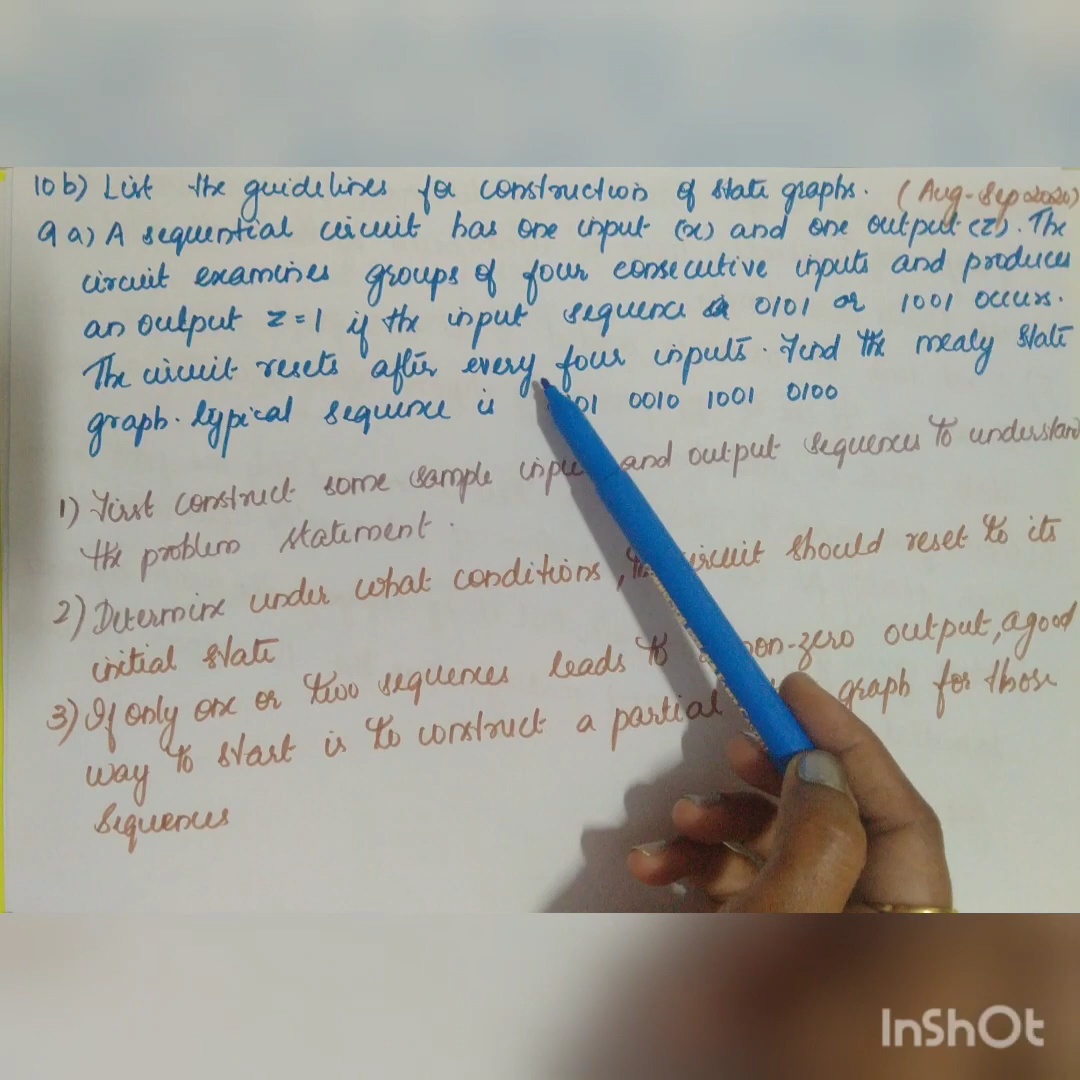 10 b) List the guidelines for construction of state graphs. (Aug-Sep 2020)
9 a) A sequential circuit has one input (x) and one output (z). The
circuit examines groups of four consecutive inputs and produces
an output z=1 if the input sequence 0101 or 1001 occurs.
The circuit resets after every four inputs. Find the mealy state
graph. Typical sequence is 0010 1001 0100
1) First construct some sample and output sequences to understand
the problem statement.
2) Determine under what conditions, circuit should reset to its
initial state
3) If only one or two sequences leads to non-zero output, a good
way to start is to construct a partial graph for those
sequences
InShOt